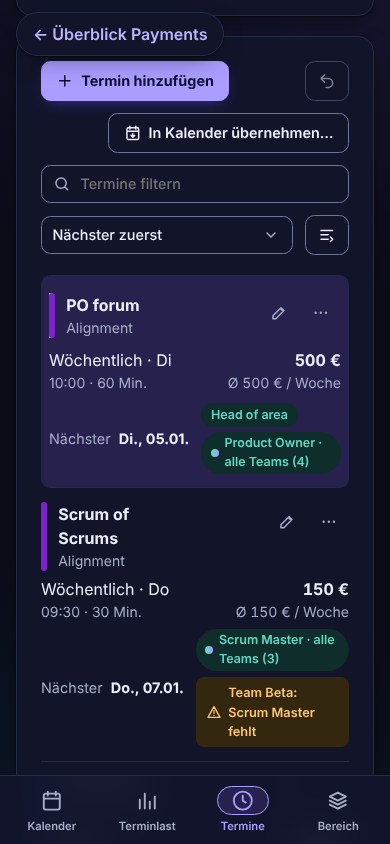 ← Überblick Payments
+ Termin hinzufügen
In Kalender übernehmen…
Termine filtern
Nächster zuerst
PO forum
Alignment
Wöchentlich · Di 500 €
10:00 · 60 Min. Ø 500 € / Woche
Head of area
Nächster Di., 05.01.
Product Owner ·
alle Teams (4)
Scrum of
Scrums
Alignment
Wöchentlich · Do 150 €
09:30 · 30 Min. Ø 150 € / Woche
Scrum Master · alle
Teams (3)
Nächster Do., 07.01.
Team Beta:
Scrum Master
fehlt
Kalender Terminlast Termine Bereich